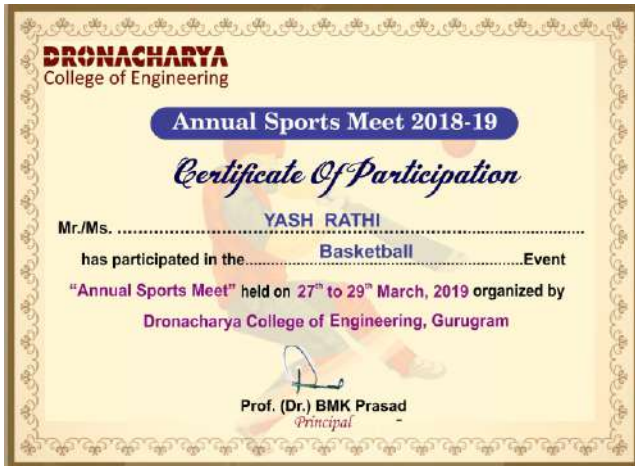 DRONACHARYA
College of Engineering
Annual Sports Meet 2018-19
Certificate Of Participation
Mr./Ms. ........YASH RATHI........
has participated in the........Basketball........Event
"Annual Sports Meet" held on 27th to 29th March, 2019 organized by
Dronacharya College of Engineering, Gurugram
Prof. (Dr.) BMK Prasad
Principal